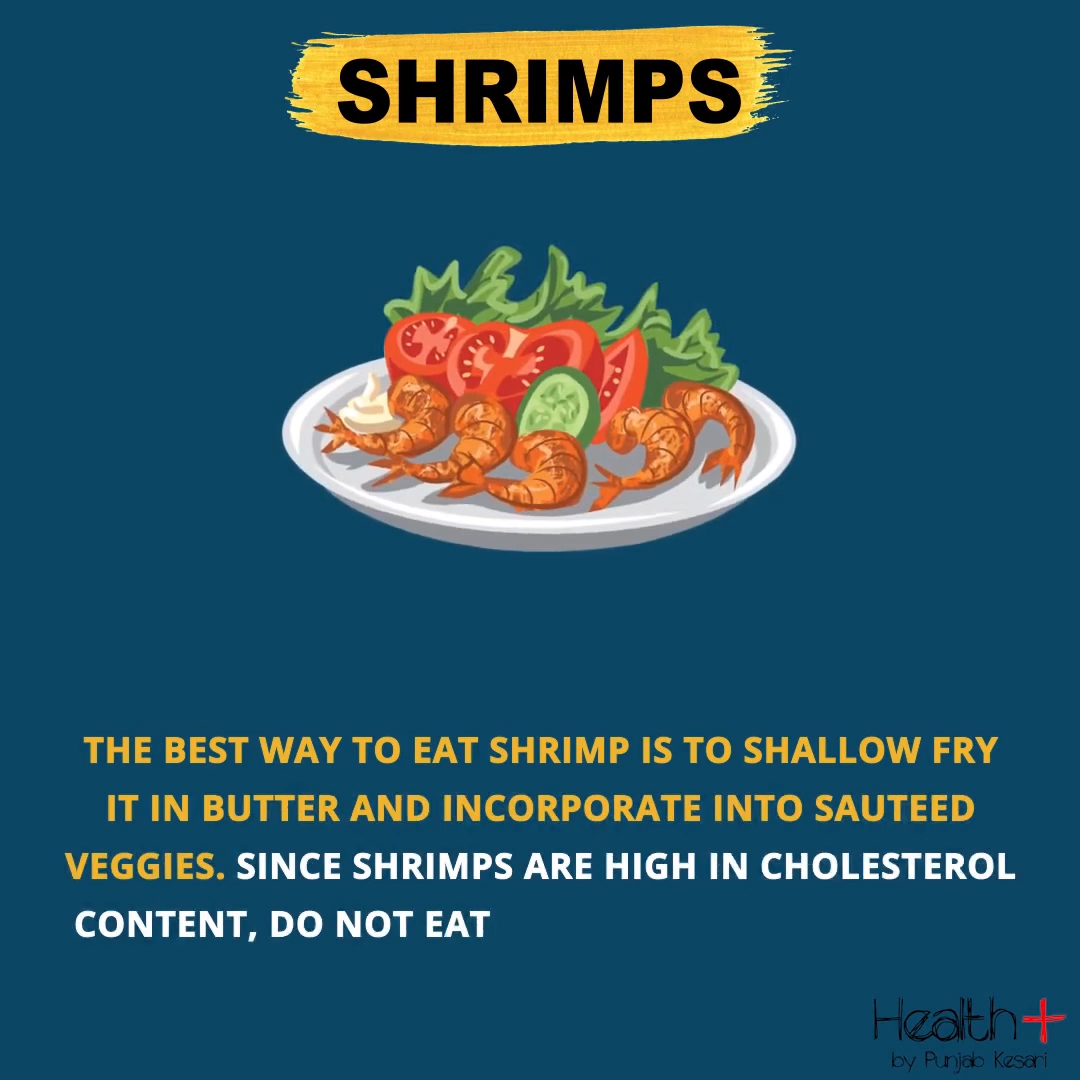 SHRIMPS
THE BEST WAY TO EAT SHRIMP IS TO SHALLOW FRY
IT IN BUTTER AND INCORPORATE INTO SAUTEED
VEGGIES. SINCE SHRIMPS ARE HIGH IN CHOLESTEROL
CONTENT, DO NOT EAT
Health+
by Punjab Kesari